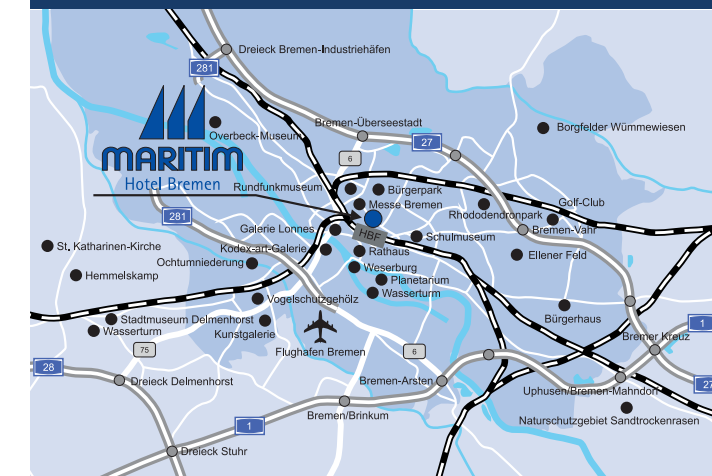 Dreieck Bremen-Industriehäfen
281
Overbeck-Museum
Bremen-Überseestadt
Borgfelder Wümmewiesen
27
MARITIM
6
Hotel Bremen
Rundfunkmuseum
Bürgerpark
Messe Bremen
Golf-Club
Rhododendronpark
281
Galerie Lonnes
HBF
Schulmuseum
Bremen-Vahr
St. Katharinen-Kirche
Kodex-art-Galerie
Rathaus
Ellener Feld
Ochtumniederung
Weserburg
Hemmelskamp
Planetarium
Wasserturm
Vogelschutzgehölz
Bürgerhaus
Stadtmuseum Delmenhorst
Kunstgalerie
1
Wasserturm
Bremer Kreuz
75
Flughafen Bremen
6
28
Dreieck Delmenhorst
Bremen-Arsten
27
Uphusen/Bremen-Mahndorf
Bremen/Brinkum
Naturschutzgebiet Sandtrockenrasen
1
Dreieck Stuhr